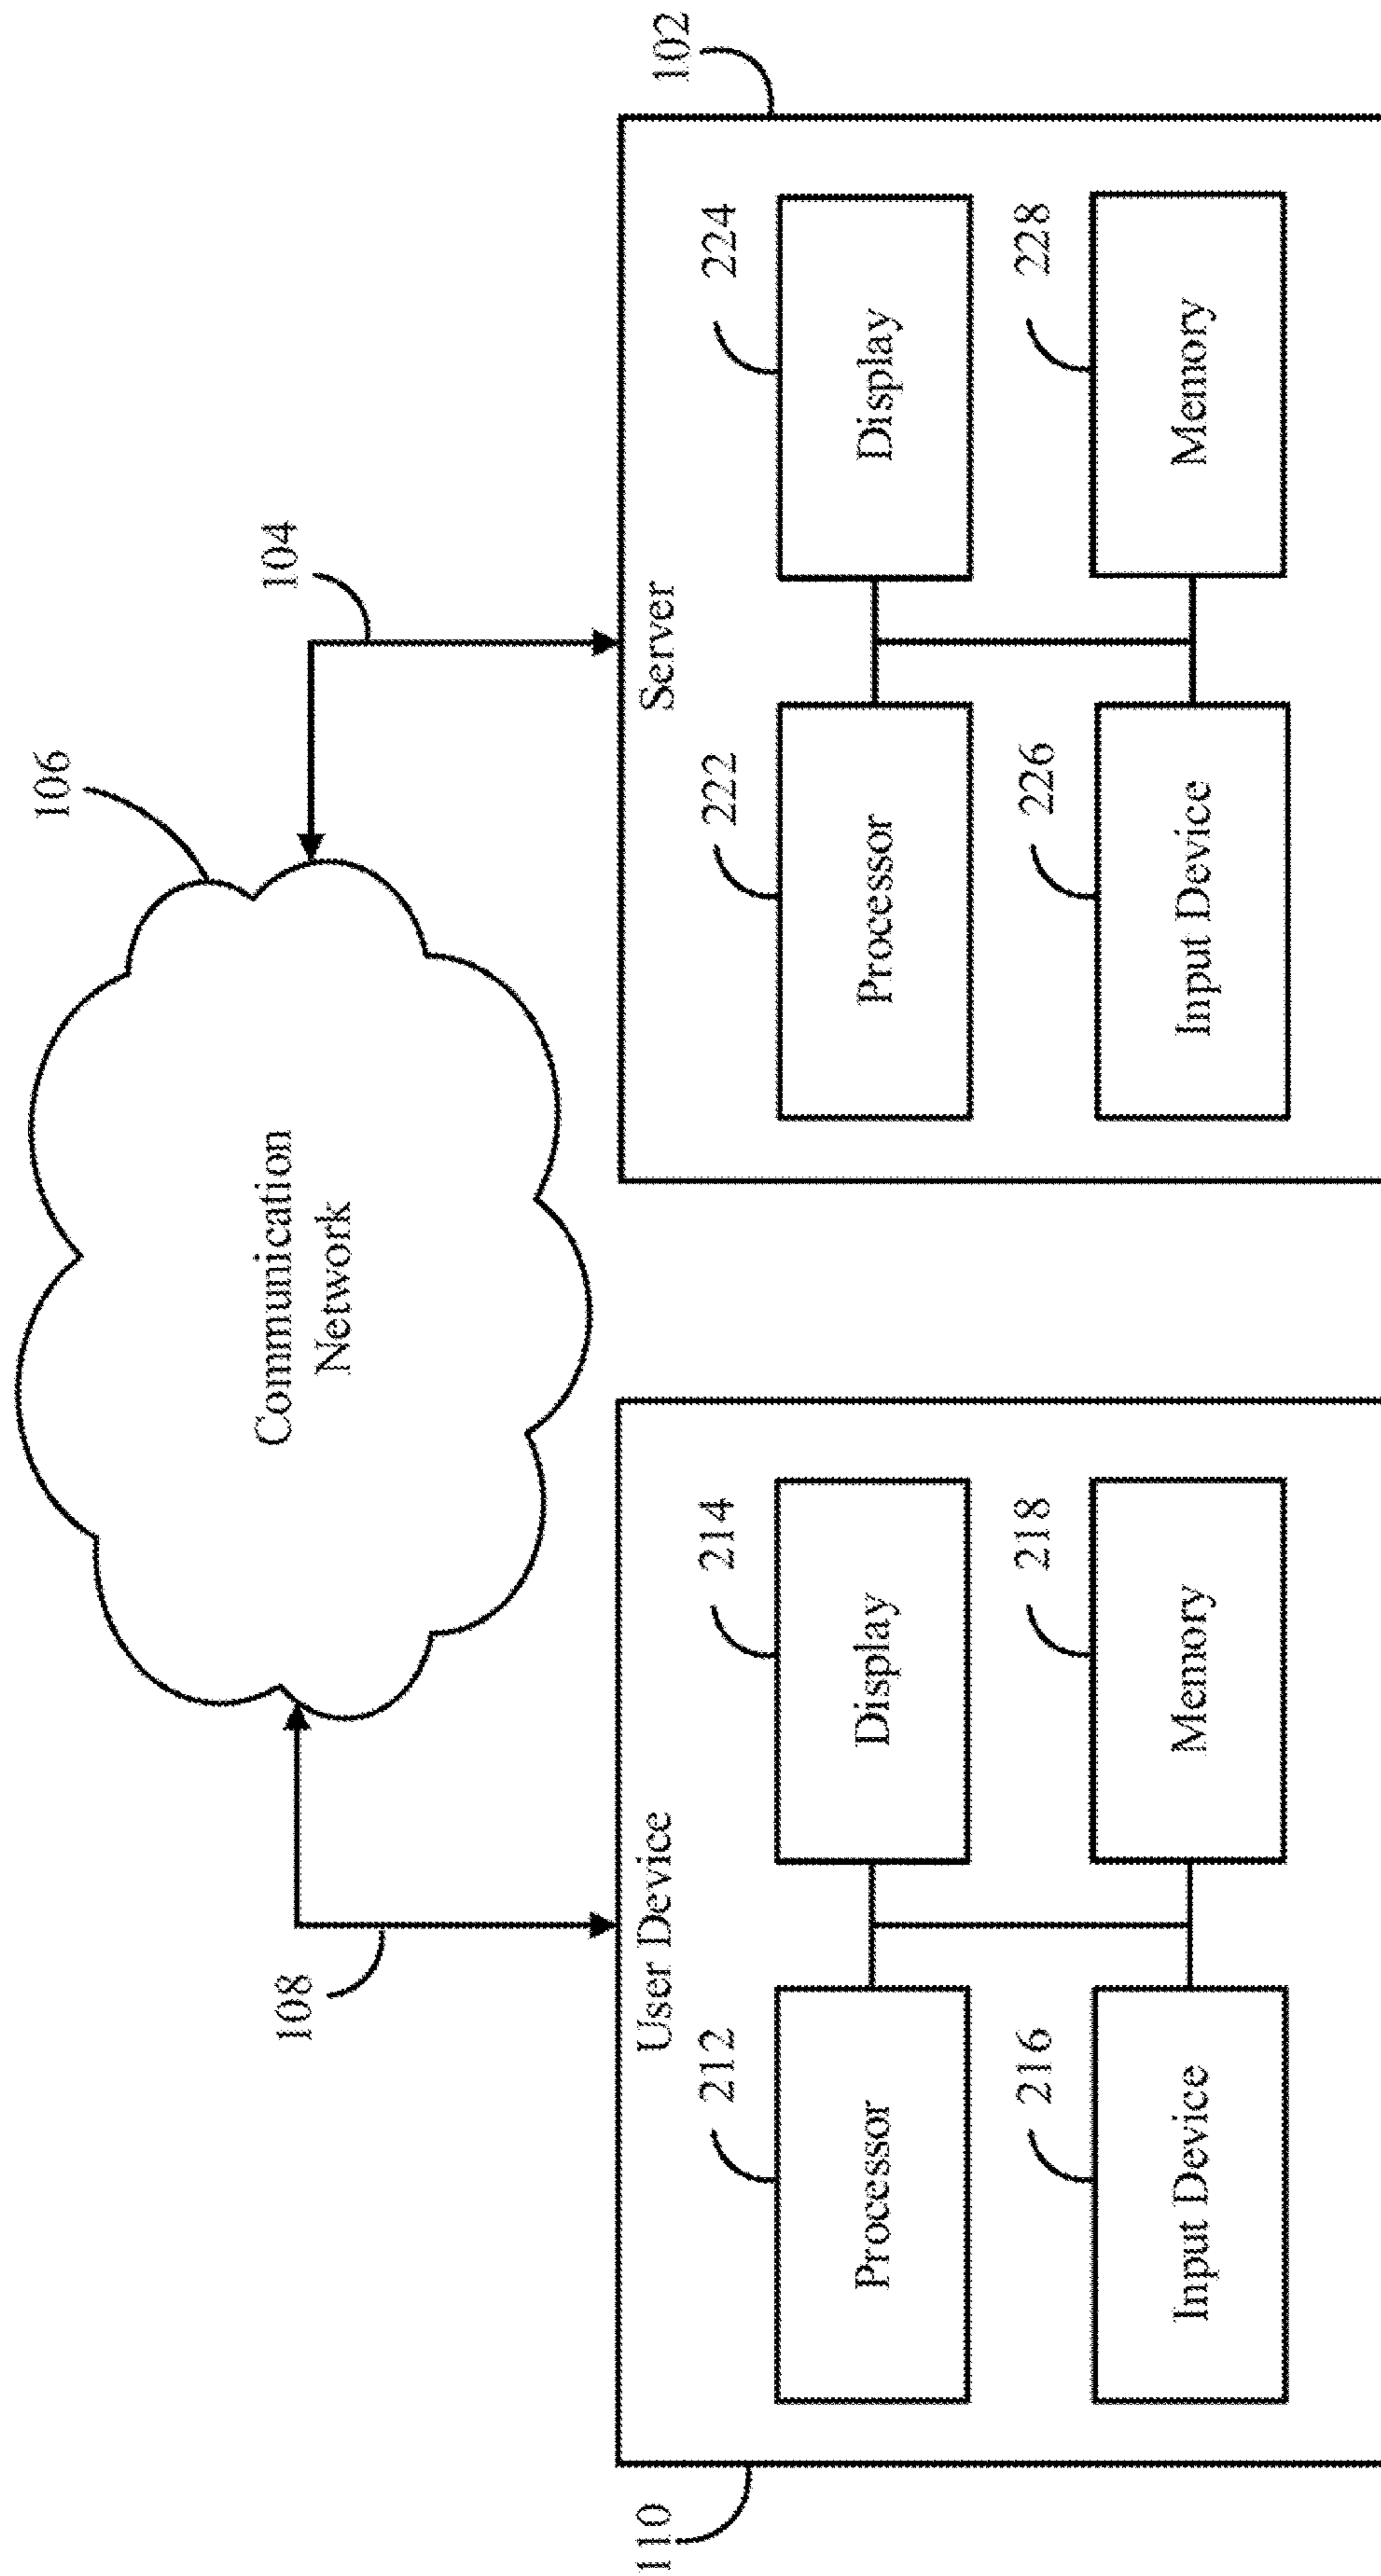 Communication
Network
106
108
104
110
User Device
212
Processor
214
Display
216
Input Device
218
Memory
102
Server
222
Processor
224
Display
226
Input Device
228
Memory